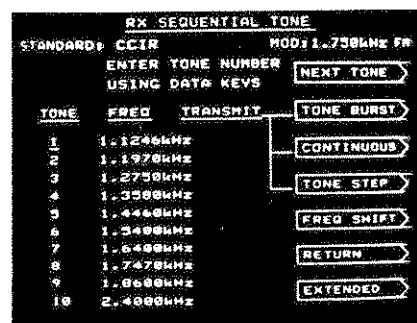 RX SEQUENTIAL TONE
STANDARD: CCIR MOD:1.750kHz FM
ENTER TONE NUMBER
USING DATA KEYS
NEXT TONE
TONE FREQ TRANSMIT
TONE BURST
1 1.1246kHz
2 1.1970kHz
CONTINUOUS
3 1.2750kHz
4 1.3580kHz
TONE STEP
5 1.4460kHz
6 1.5400kHz
FREQ SHIFT
7 1.6400kHz
8 1.7470kHz
RETURN
9 1.8600kHz
10 2.4000kHz
EXTENDED